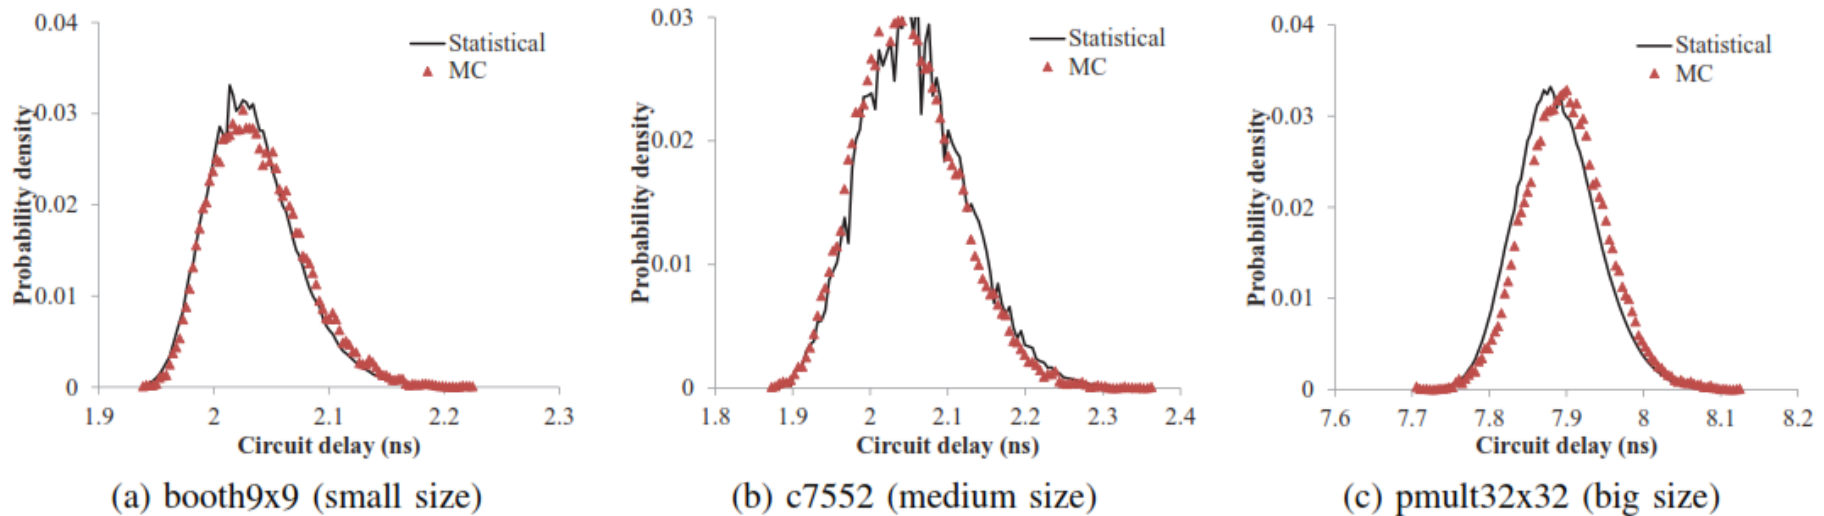 0.04
0.03
0.02
0.01
0
Probability density
Statistical
MC
1.9
2
2.1
2.2
2.3
Circuit delay (ns)
(a) booth9x9 (small size)
0.03
0.02
0.01
0
Probability density
Statistical
MC
1.8
1.9
2
2.1
2.2
2.3
2.4
Circuit delay (ns)
(b) c7552 (medium size)
0.04
0.03
0.02
0.01
0
Probability density
Statistical
MC
7.6
7.7
7.8
7.9
8
8.1
8.2
Circuit delay (ns)
(c) pmult32x32 (big size)